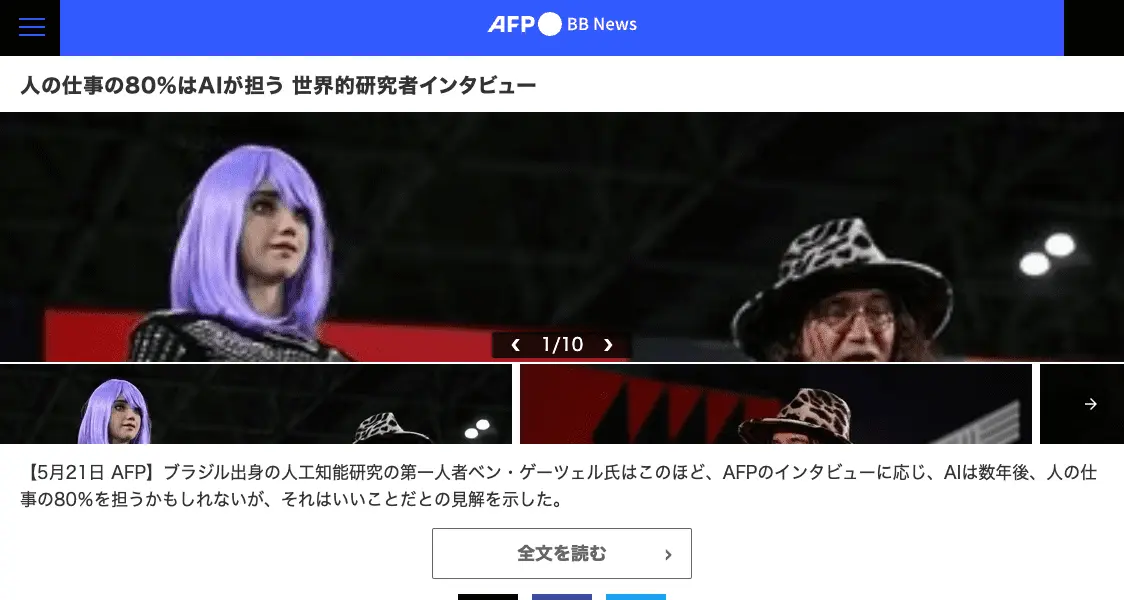 AFP BB News
人の仕事の80%はAIが担う 世界的研究者インタビュー
‹ 1/10 ›
【5月21日 AFP】ブラジル出身の人工知能研究の第一人者ベン・ゲーツェル氏はこのほど、AFPのインタビューに応じ、AIは数年後、人の仕
事の80％を担うかもしれないが、それはいいことだとの見解を示した。
全文を読む ›